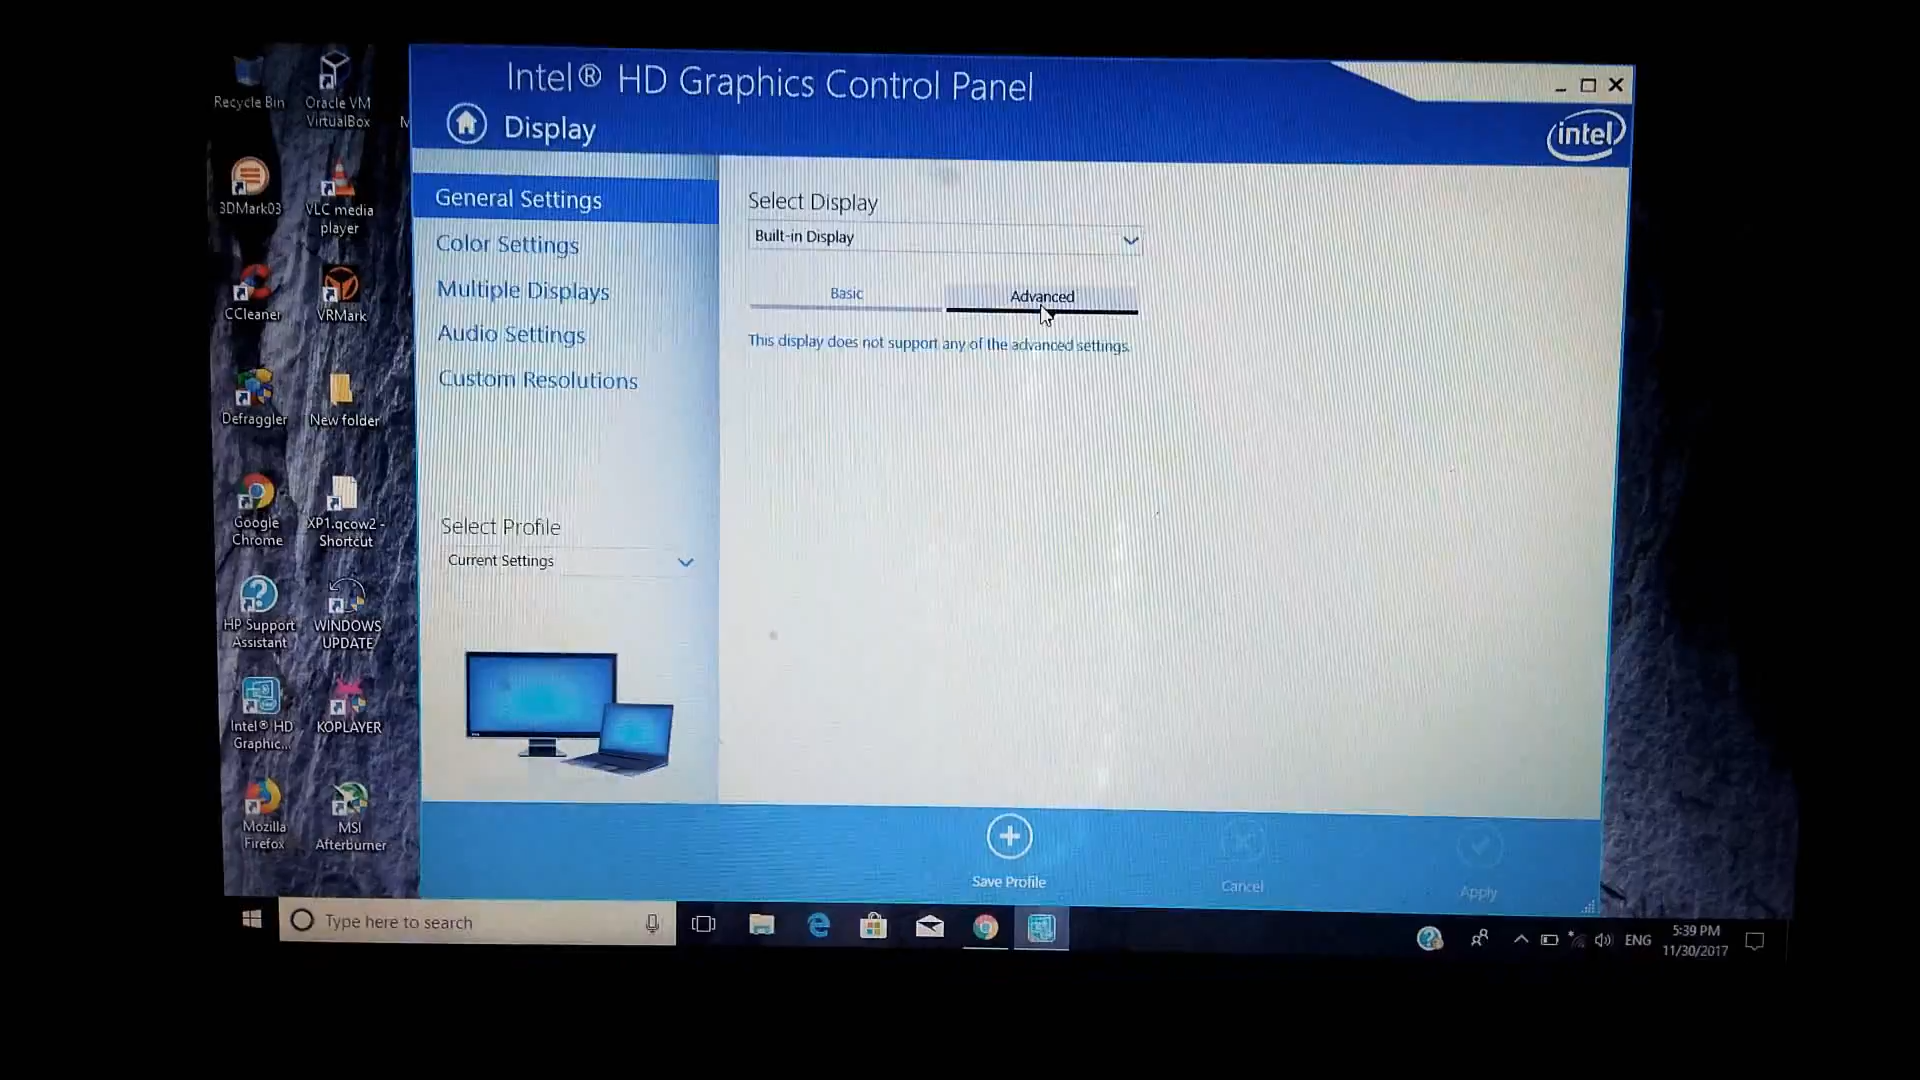 Intel® HD Graphics Control Panel
Display
intel
General Settings
Color Settings
Multiple Displays
Audio Settings
Custom Resolutions
Select Profile
Current Settings
Select Display
Built-in Display
Basic
Advanced
This display does not support any of the advanced settings.
Save Profile
Cancel
Apply
Recycle Bin
Oracle VM
VirtualBox
M
3DMark03
VLC media
player
CCleaner
VRMark
Defraggler
New folder
Google
Chrome
XP1.qcow2 -
Shortcut
HP Support
Assistant
WINDOWS
UPDATE
Intel® HD
Graphic...
KOPLAYER
Mozilla
Firefox
MSI
Afterburner
Type here to search
ENG
5:39 PM
11/30/2017